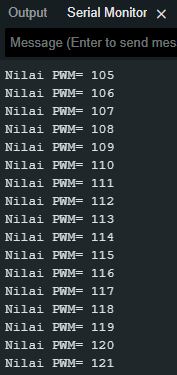 Output Serial Monitor ×
Message (Enter to send mes
Nilai PWM= 105
Nilai PWM= 106
Nilai PWM= 107
Nilai PWM= 108
Nilai PWM= 109
Nilai PWM= 110
Nilai PWM= 111
Nilai PWM= 112
Nilai PWM= 113
Nilai PWM= 114
Nilai PWM= 115
Nilai PWM= 116
Nilai PWM= 117
Nilai PWM= 118
Nilai PWM= 119
Nilai PWM= 120
Nilai PWM= 121